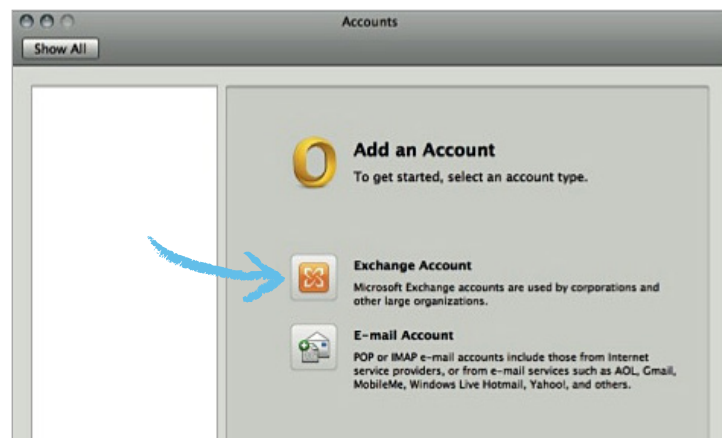 Accounts
Show All
Add an Account
To get started, select an account type.
Exchange Account
Microsoft Exchange accounts are used by corporations and
other large organizations.
E-mail Account
POP or IMAP e-mail accounts include those from Internet
service providers, or from e-mail services such as AOL, Gmail,
MobileMe, Windows Live Hotmail, Yahoo!, and others.